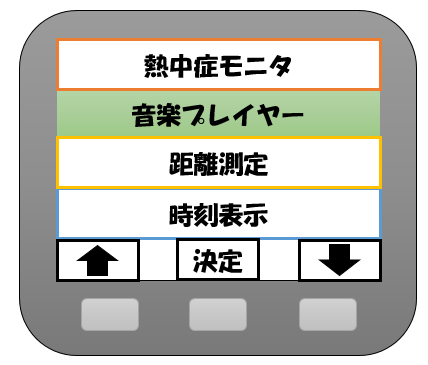 熱中症モニタ
音楽プレイヤー
距離測定
時刻表示
決定